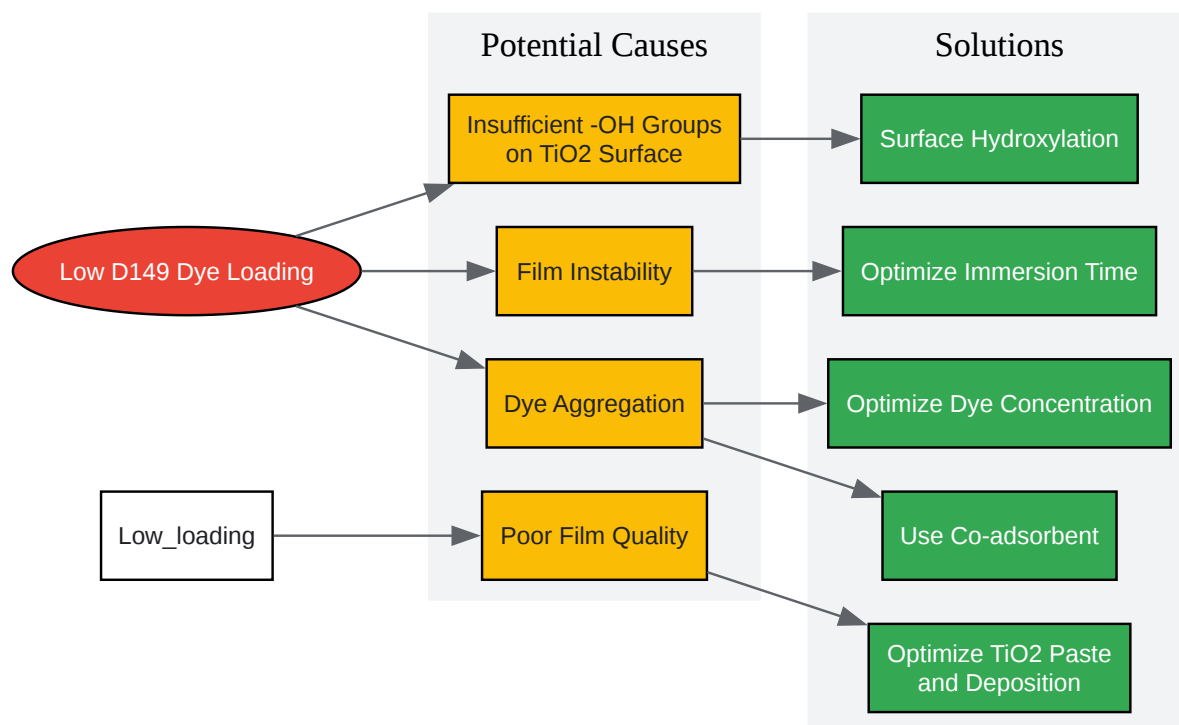 Potential Causes
Solutions
Insufficient -OH Groups
on TiO2 Surface
Surface Hydroxylation
Low D149 Dye Loading
Film Instability
Optimize Immersion Time
Dye Aggregation
Optimize Dye Concentration
Low_loading
Poor Film Quality
Use Co-adsorbent
Optimize TiO2 Paste
and Deposition